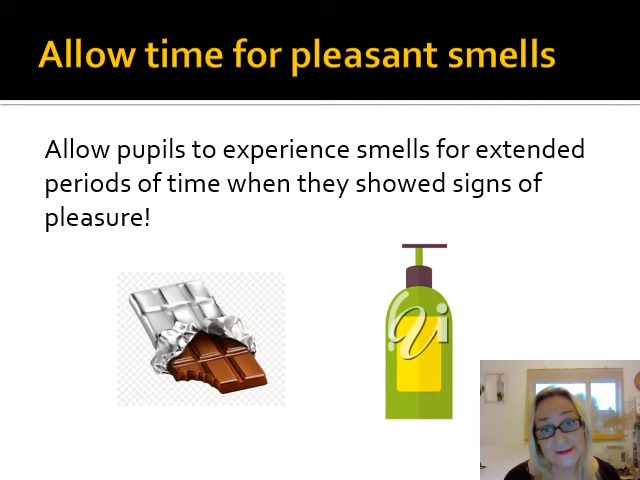 Allow time for pleasant smells
Allow pupils to experience smells for extended
periods of time when they showed signs of
pleasure!